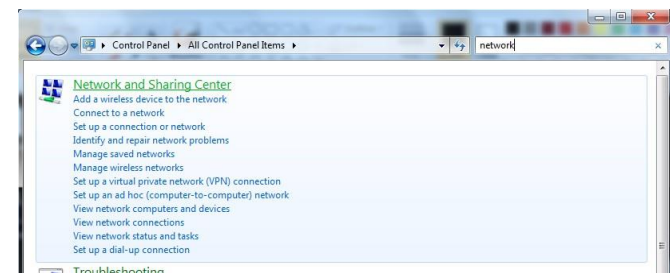 Control Panel ▸ All Control Panel Items ▸
network
Network and Sharing Center
Add a wireless device to the network
Connect to a network
Set up a connection or network
Identify and repair network problems
Manage saved networks
Manage wireless networks
Set up a virtual private network (VPN) connection
Set up an ad hoc (computer-to-computer) network
View network computers and devices
View network connections
View network status and tasks
Set up a dial-up connection
Troubleshooting